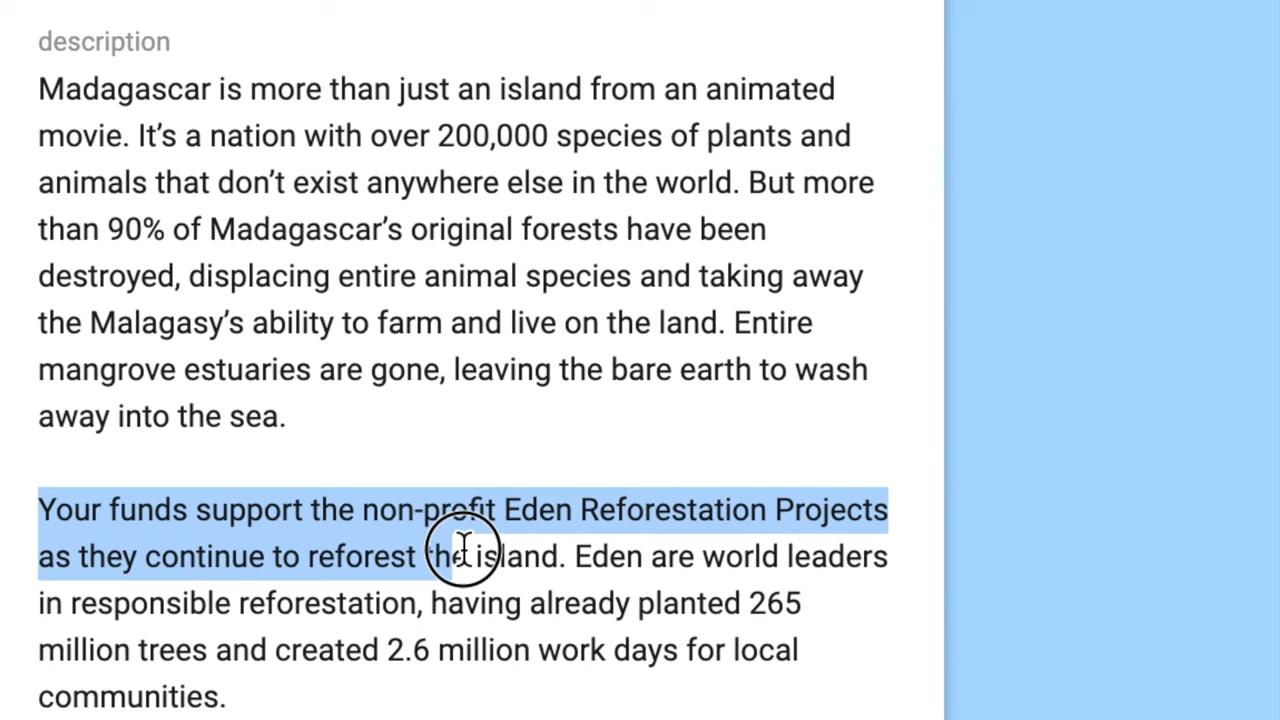 description
Madagascar is more than just an island from an animated
movie. It’s a nation with over 200,000 species of plants and
animals that don’t exist anywhere else in the world. But more
than 90% of Madagascar’s original forests have been
destroyed, displacing entire animal species and taking away
the Malagasy’s ability to farm and live on the land. Entire
mangrove estuaries are gone, leaving the bare earth to wash
away into the sea.
Your funds support the non-profit Eden Reforestation Projects
as they continue to reforest the island. Eden are world leaders
in responsible reforestation, having already planted 265
million trees and created 2.6 million work days for local
communities.